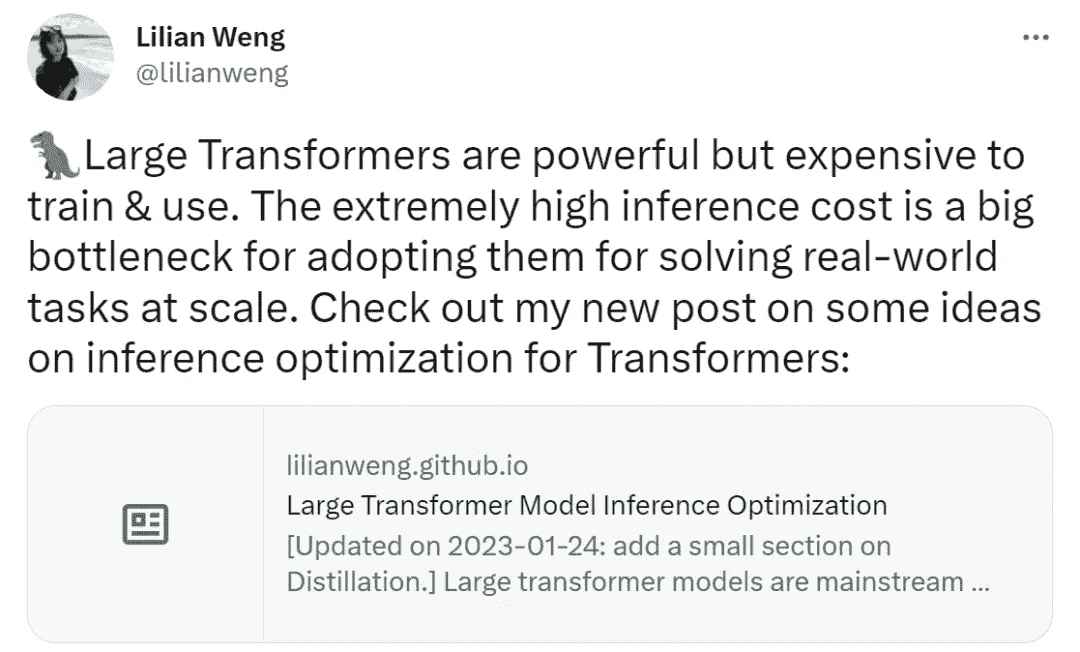 Lilian Weng
@lilianweng
🦖Large Transformers are powerful but expensive to
train & use. The extremely high inference cost is a big
bottleneck for adopting them for solving real-world
tasks at scale. Check out my new post on some ideas
on inference optimization for Transformers:
lilianweng.github.io
Large Transformer Model Inference Optimization
[Updated on 2023-01-24: add a small section on
Distillation.] Large transformer models are mainstream ...